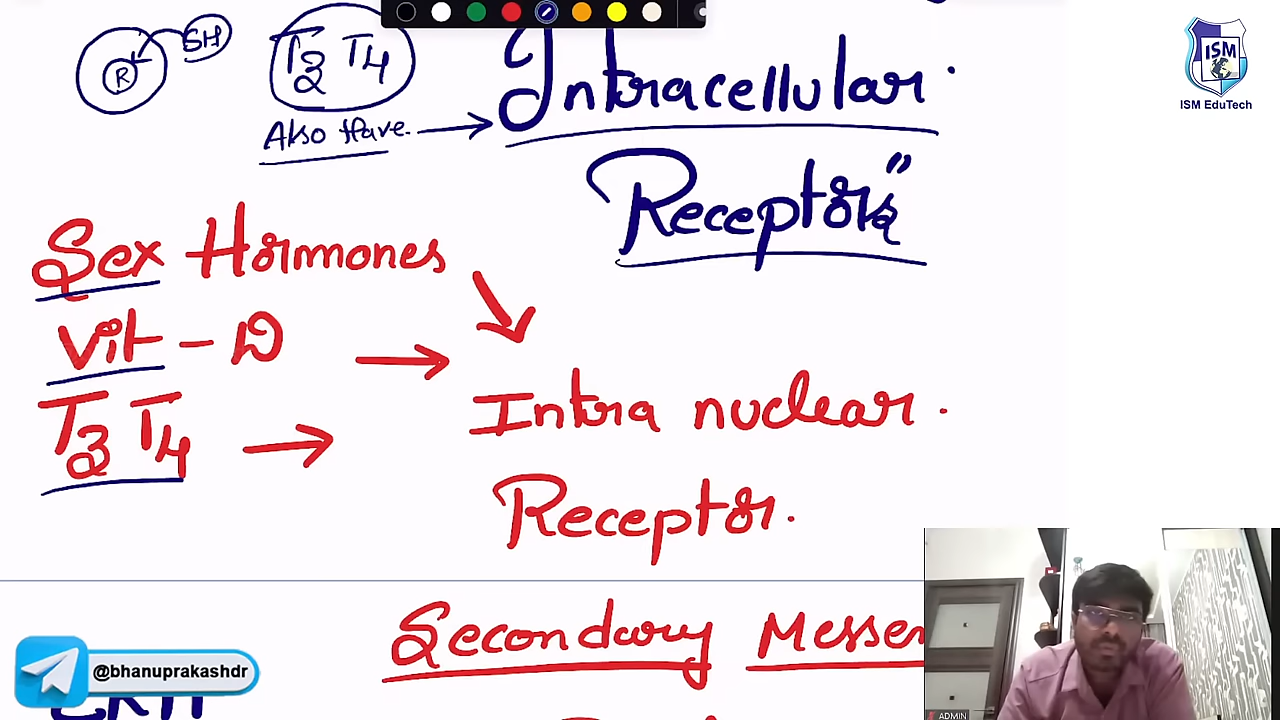 R
SH
T3 T4
Intracellular.
Also Have
Receptors"
Sex Hormones
Vit - D
T3 T4
Intra nuclear.
Receptor.
Secondary Messen
ISM
ISM EduTech
@bhanuprakashdr
ADMIN